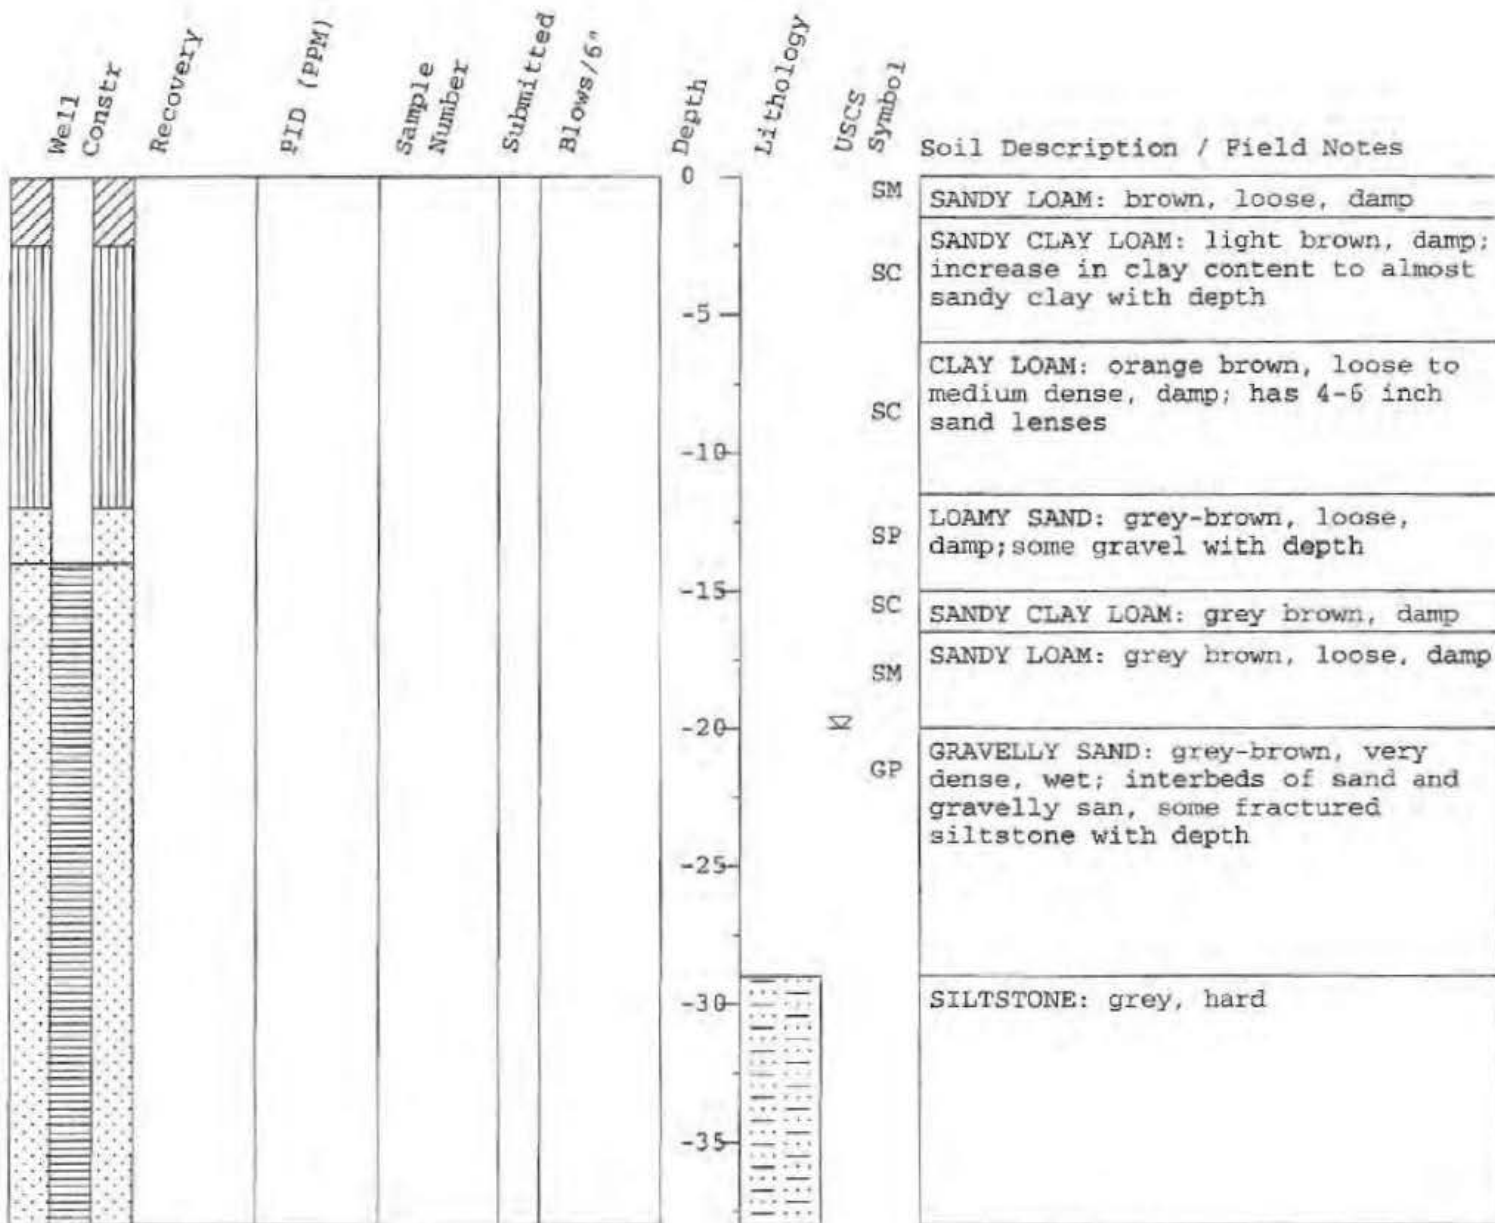 Well
Constr
Recovery
PID (PPM)
Sample
Number
Submitted
Blows/6"
Depth
Lithology
USCS
Symbol
Soil Description / Field Notes
0
SM
SANDY LOAM: brown, loose, damp
SC
SANDY CLAY LOAM: light brown, damp;
increase in clay content to almost
sandy clay with depth
-5
CLAY LOAM: orange brown, loose to
medium dense, damp; has 4-6 inch
sand lenses
SC
-10
LOAMY SAND: grey-brown, loose,
damp;some gravel with depth
SP
-15
SC
SANDY CLAY LOAM: grey brown, damp
SANDY LOAM: grey brown, loose, damp
SM
-20
GRAVELLY SAND: grey-brown, very
dense, wet; interbeds of sand and
gravelly san, some fractured
siltstone with depth
GP
-25
SILTSTONE: grey, hard
-30
-35